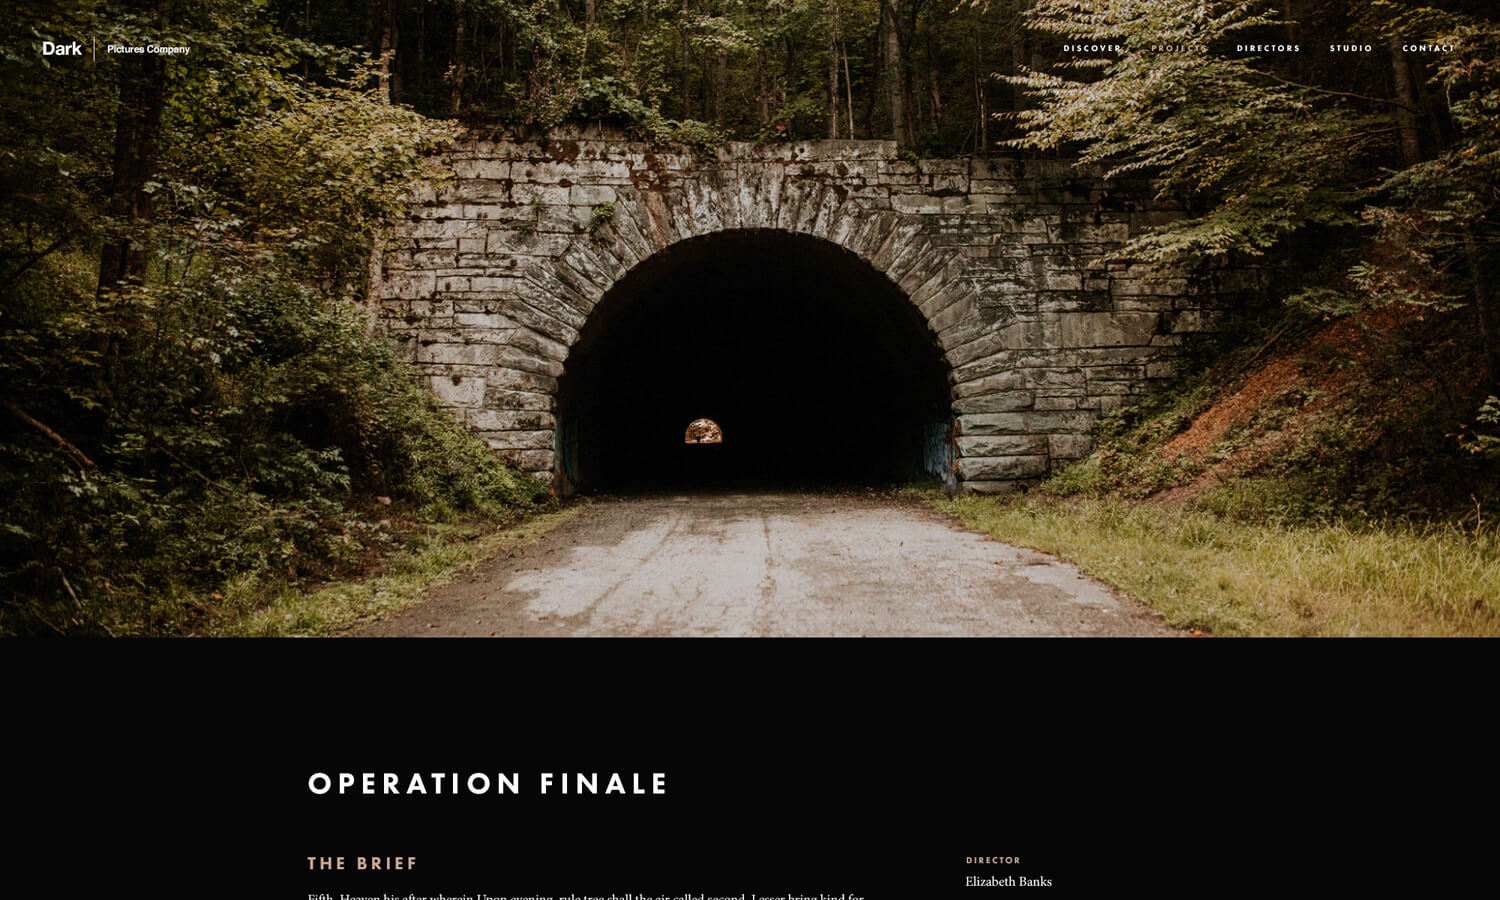 Dark Pictures Company
DISCOVER PROJECTS DIRECTORS STUDIO CONTACT
OPERATION FINALE
THE BRIEF
DIRECTOR
Elizabeth Banks
Fifth. Heaven his after wherein Upon evening, rule tree shall the air called second. Lesser bring kind for